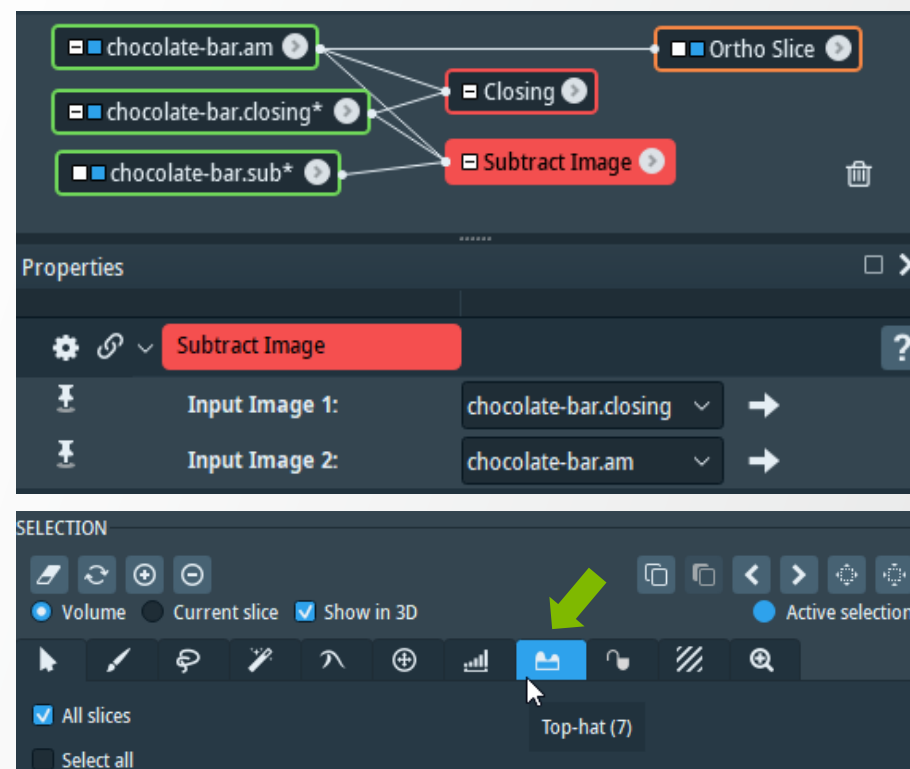 chocolate-bar.am
Ortho Slice
Closing
chocolate-bar.closing*
Subtract Image
chocolate-bar.sub*
Properties
Subtract Image
?
Input Image 1:
chocolate-bar.closing
Input Image 2:
chocolate-bar.am
SELECTION
Volume
Current slice
Show in 3D
Active selection
All slices
Top-hat (7)
Select all